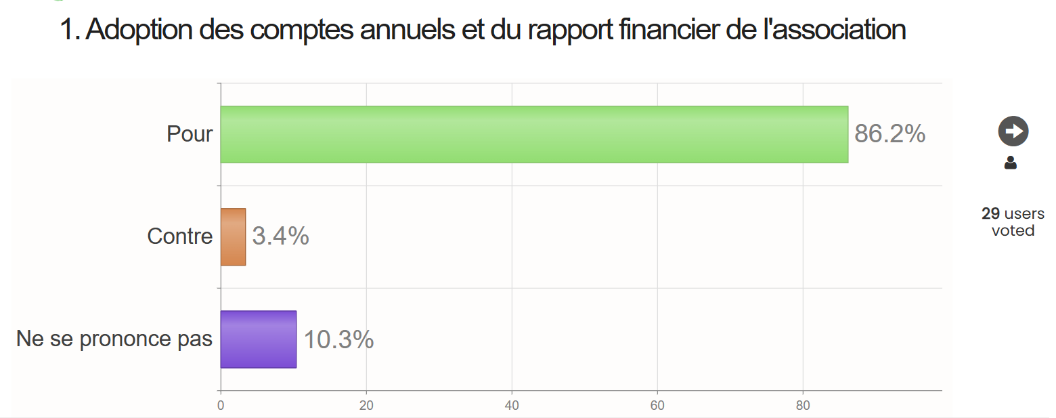 1. Adoption des comptes annuels et du rapport financier de l'association
Pour
86.2%
Contre
3.4%
Ne se prononce pas
10.3%
0
20
40
60
80
29 users
voted